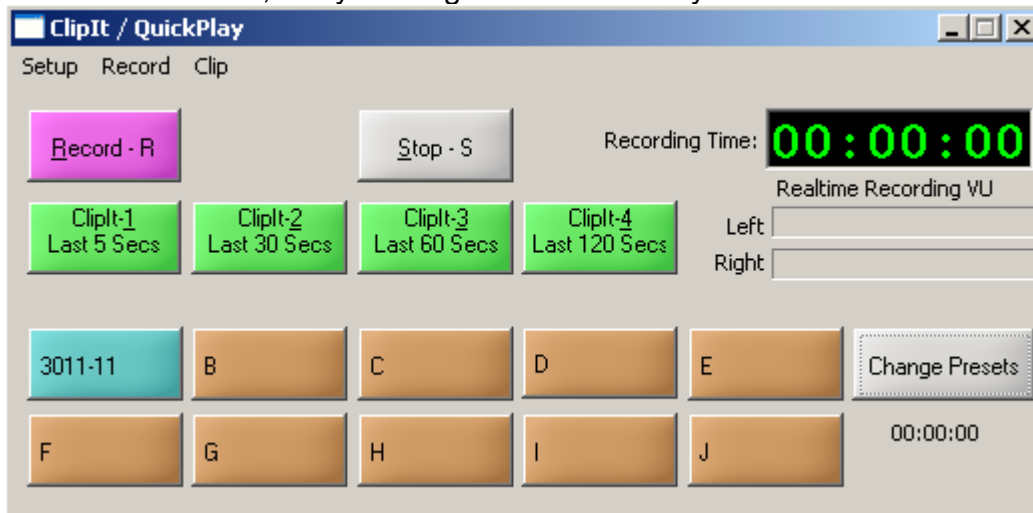 ClipIt / QuickPlay
Setup Record Clip
Record - R
Stop - S
Recording Time: 00:00:00
Realtime Recording VU
ClipIt-1
Last 5 Secs
ClipIt-2
Last 30 Secs
ClipIt-3
Last 60 Secs
ClipIt-4
Last 120 Secs
Left
Right
3011-11
B
C
D
E
Change Presets
F
G
H
I
J
00:00:00